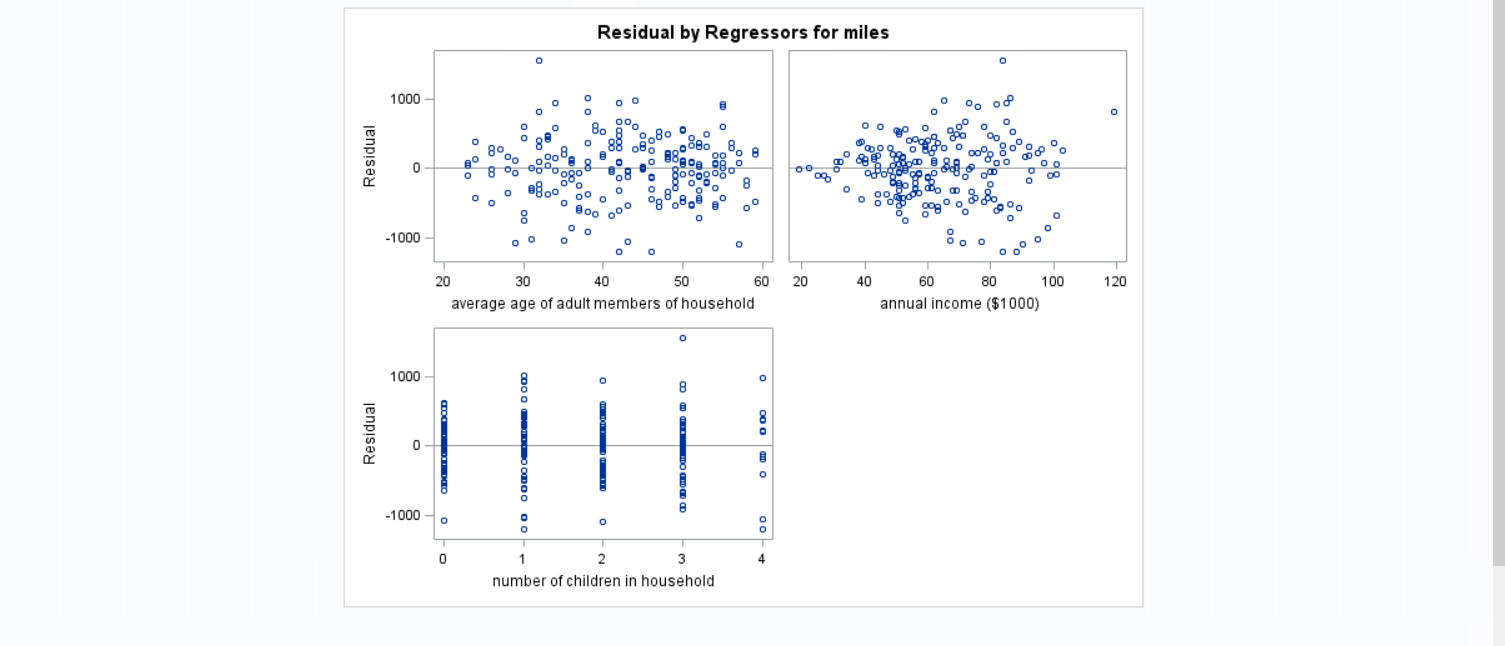 Residual by Regressors for miles
Residual
1000
0
-1000
20 30 40 50 60
average age of adult members of household
20 40 60 80 100 120
annual income ($1000)
Residual
1000
0
-1000
0 1 2 3 4
number of children in household